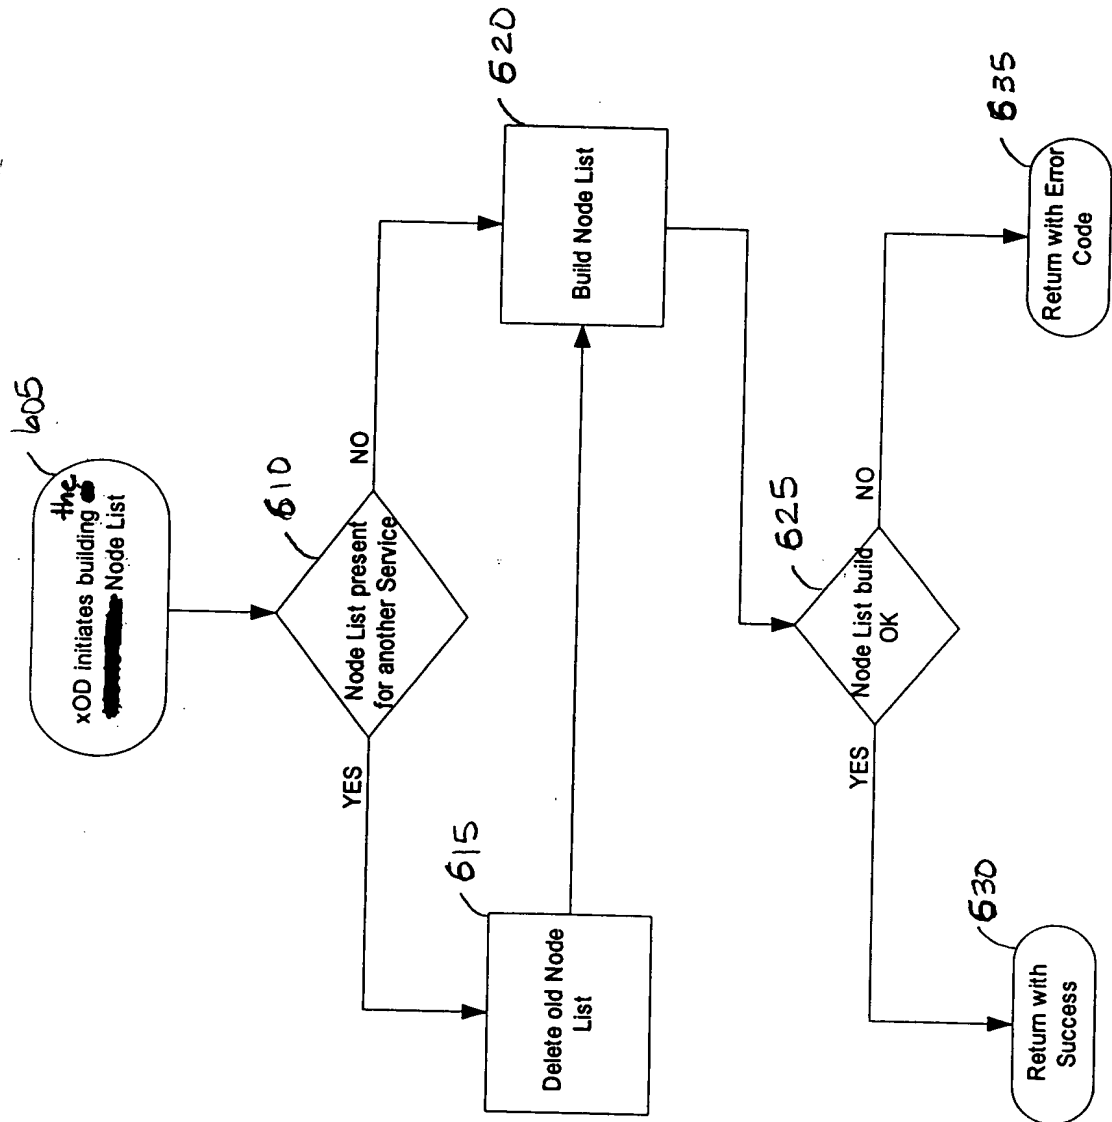 605
the
xOD initiates building
Node List
610
Node List present
for another Service
YES
NO
615
Delete old Node
List
620
Build Node List
625
Node List build
OK
YES
NO
630
Return with
Success
635
Return with Error
Code